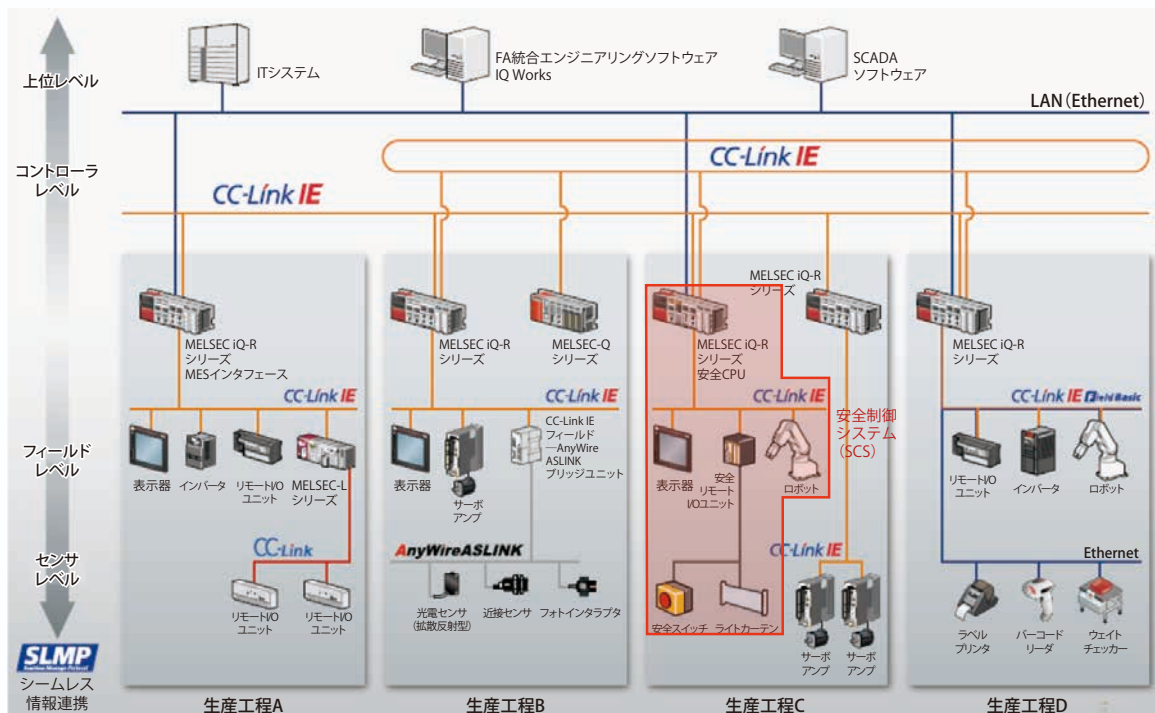 上位レベル
コントローラ
レベル
フィールド
レベル
センサ
レベル
SLMP
シームレス
情報連携
ITシステム
FA統合エンジニアリングソフトウェア
IQ Works
SCADA
ソフトウェア
LAN(Ethernet)
CC-Link IE
CC-Link IE
MELSEC iQ-R
シリーズ
MESインタフェース
CC-Link IE
表示器
インバータ
リモートI/O
ユニット
MELSEC-L
シリーズ
CC-Link
リモートI/O
ユニット
リモートI/O
ユニット
生産工程A
MELSEC iQ-R
シリーズ
MELSEC-Q
シリーズ
CC-Link IE
表示器
サーボ
アンプ
CC-Link IE
フィールド
―AnyWire
ASLINK
ブリッジユニット
AnyWireASLINK
光電センサ
(拡散反射型)
近接センサ
フォトインタラプタ
生産工程B
MELSEC iQ-R
シリーズ
安全CPU
MELSEC iQ-R
シリーズ
CC-Link IE
表示器
安全
リモート
I/Oユニット
ロボット
安全制御
システム
(SCS)
安全スイッチ
ライトカーテン
CC-Link IE
サーボ
アンプ
サーボ
アンプ
生産工程C
MELSEC iQ-R
シリーズ
CC-Link IE Field Basic
リモートI/O
ユニット
インバータ
ロボット
Ethernet
ラベル
プリンタ
バーコード
リーダ
ウェイト
チェッカー
生産工程D